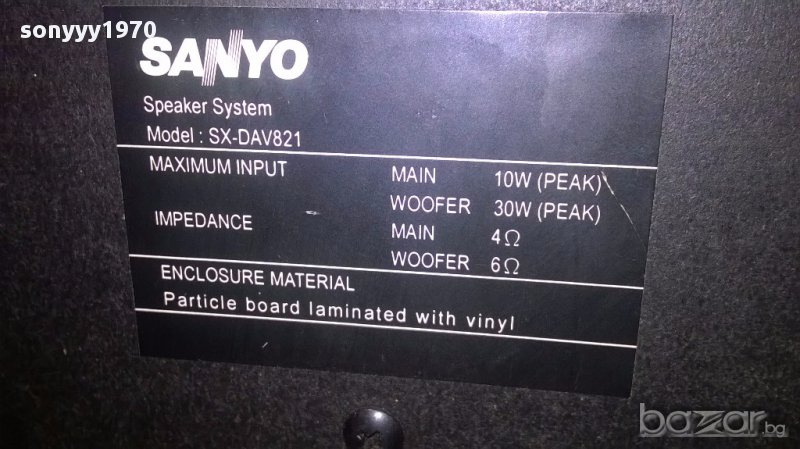 sonyyy1970
SANYO
Speaker System
Model : SX-DAV821
MAXIMUM INPUT MAIN 10W (PEAK)
WOOFER 30W (PEAK)
IMPEDANCE MAIN 4Ω
WOOFER 6Ω
ENCLOSURE MATERIAL
Particle board laminated with vinyl
bazar.bg